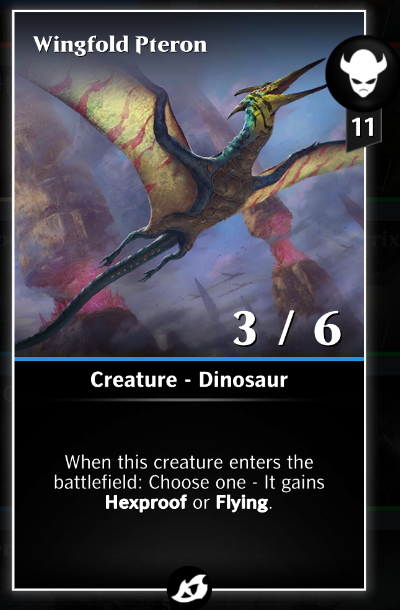 Wingfold Pteron
11
3 / 6
Creature - Dinosaur
When this creature enters the
battlefield: Choose one - It gains
Hexproof or Flying.